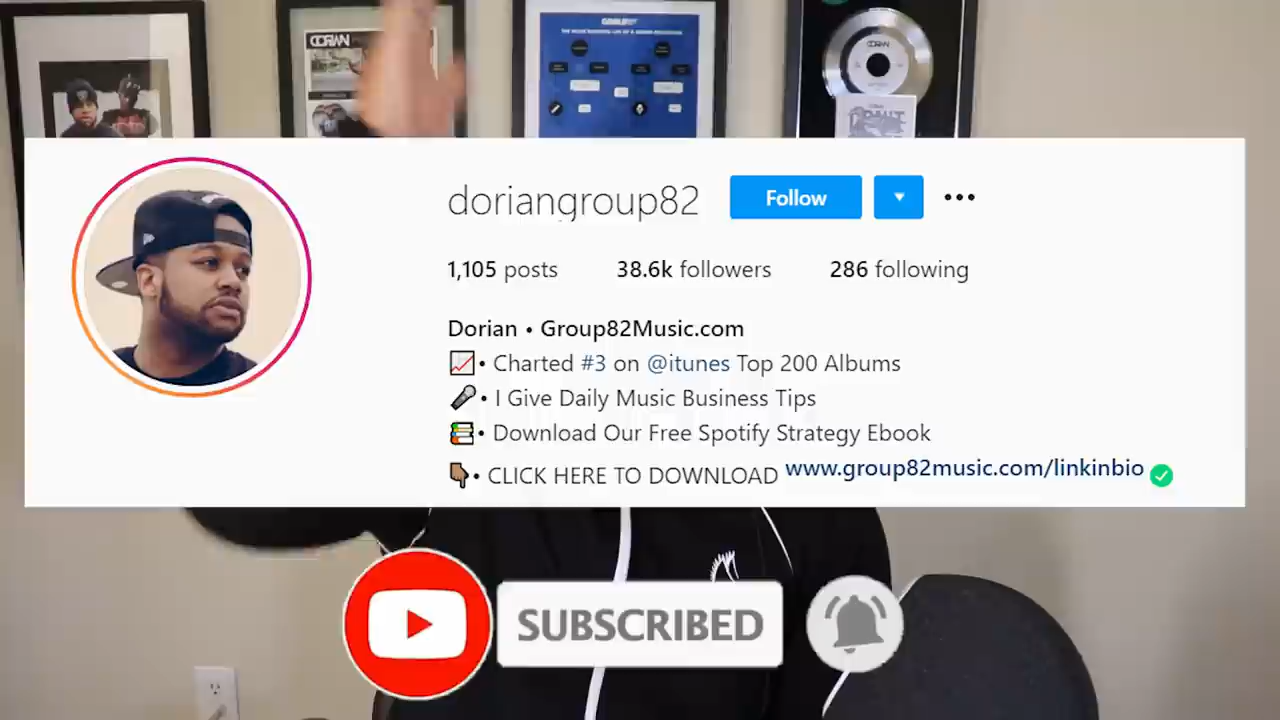 DORIAN
DORIAN
doriangroup82
Follow
1,105 posts
38.6k followers
286 following
Dorian • Group82Music.com
📈• Charted #3 on @itunes Top 200 Albums
🎤• I Give Daily Music Business Tips
📚• Download Our Free Spotify Strategy Ebook
👇🏽• CLICK HERE TO DOWNLOAD www.group82music.com/linkinbio
SUBSCRIBED